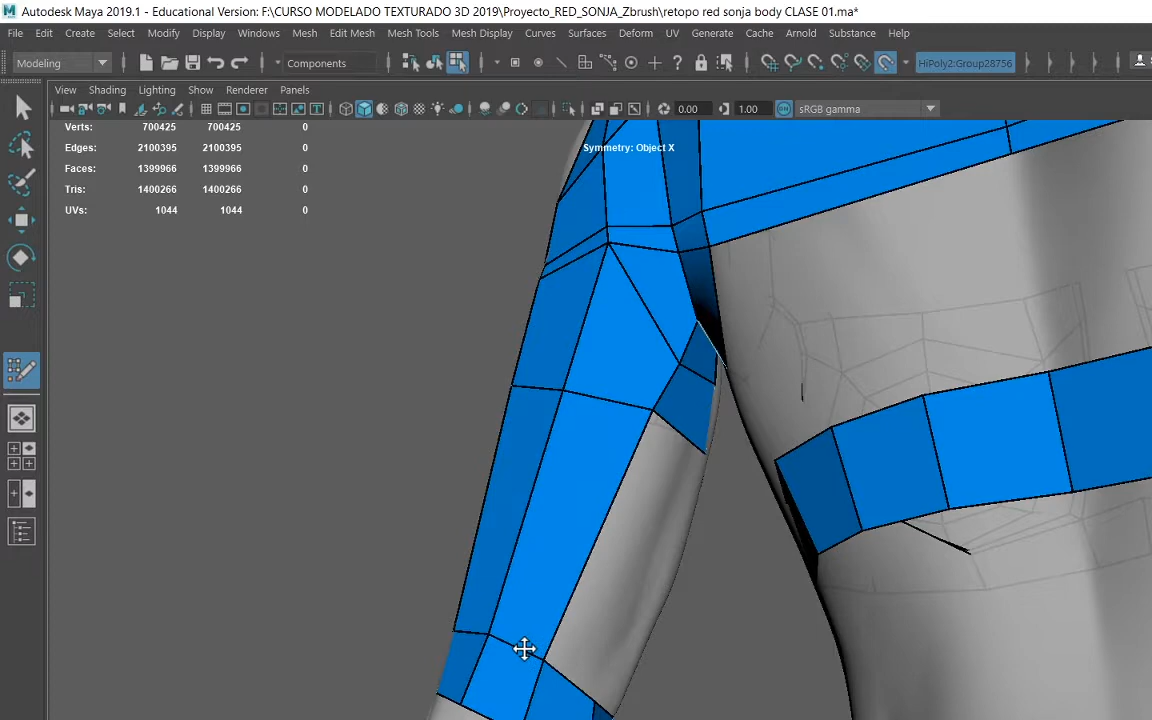 Autodesk Maya 2019.1 - Educational Version: F:\CURSO MODELADO TEXTURADO 3D 2019\Proyecto_RED_SONJA_Zbrush\retopo red sonja body CLASE 01.ma*
File Edit Create Select Modify Display Windows Mesh Edit Mesh Mesh Tools Mesh Display Curves Surfaces Deform UV Generate Cache Arnold Substance Help
Modeling Components HiPoly2:Group28756
View Shading Lighting Show Renderer Panels
0.00 1.00 sRGB gamma
Verts: 700425 700425 0
Edges: 2100395 2100395 0
Symmetry: Object X
Faces: 1399966 1399966 0
Tris: 1400266 1400266 0
UVs: 1044 1044 0